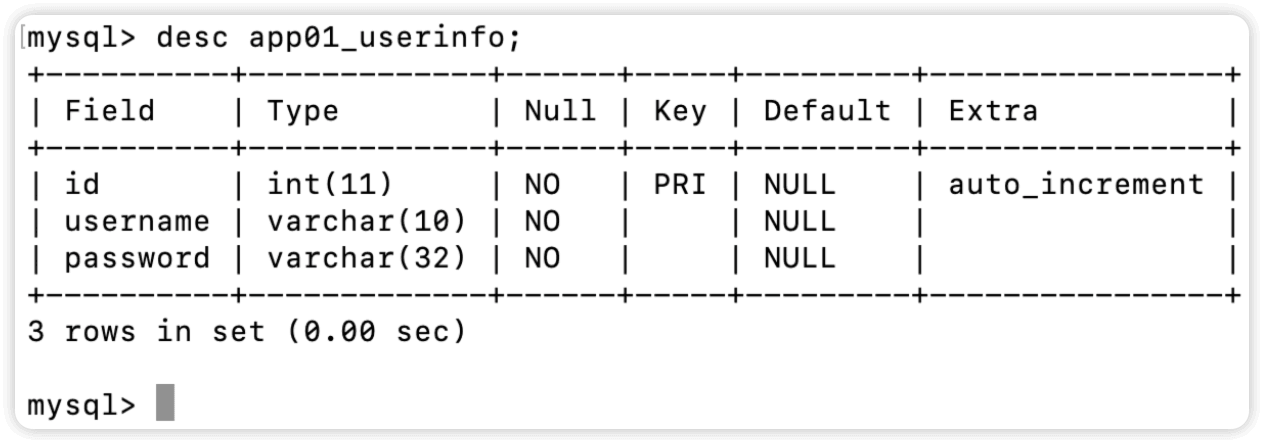 [mysql> desc app01_userinfo;
+----------+-------------+------+-----+---------+----------------+
| Field    | Type        | Null | Key | Default | Extra          |
+----------+-------------+------+-----+---------+----------------+
| id       | int(11)     | NO   | PRI | NULL    | auto_increment |
| username | varchar(10) | NO   |     | NULL    |                |
| password | varchar(32) | NO   |     | NULL    |                |
+----------+-------------+------+-----+---------+----------------+
3 rows in set (0.00 sec)
mysql>